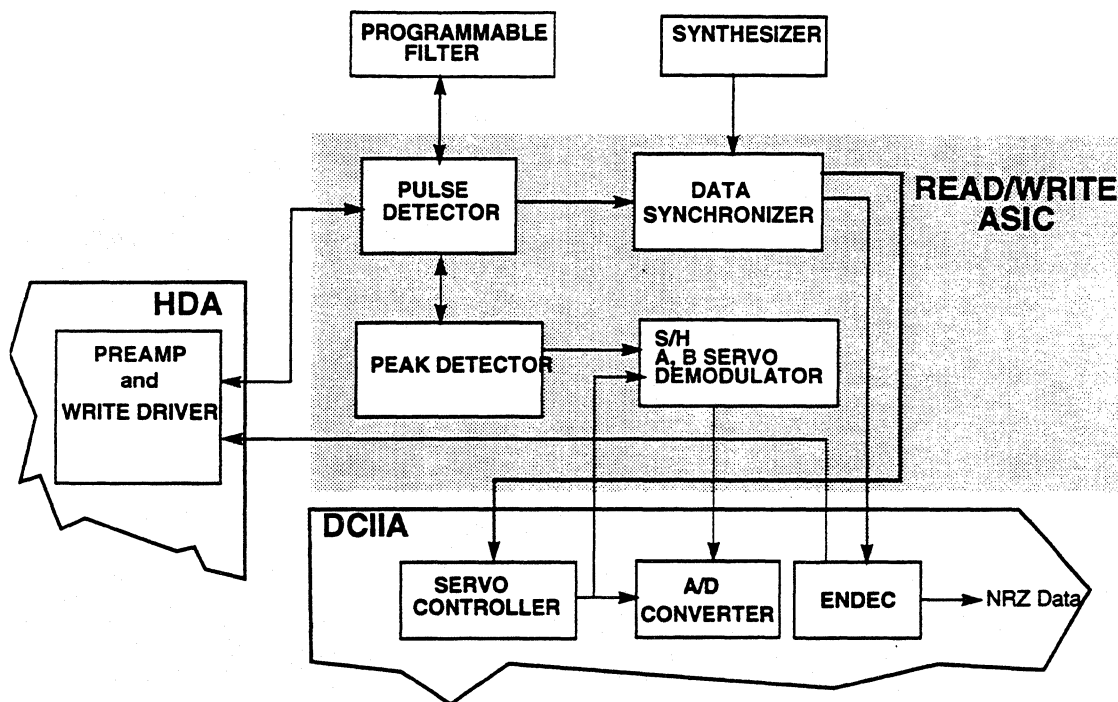 PROGRAMMABLE
FILTER
SYNTHESIZER
PULSE
DETECTOR
DATA
SYNCHRONIZER
READ/WRITE
ASIC
HDA
PREAMP
and
WRITE DRIVER
PEAK DETECTOR
S/H
A, B SERVO
DEMODULATOR
DCIIA
SERVO
CONTROLLER
A/D
CONVERTER
ENDEC
NRZ Data